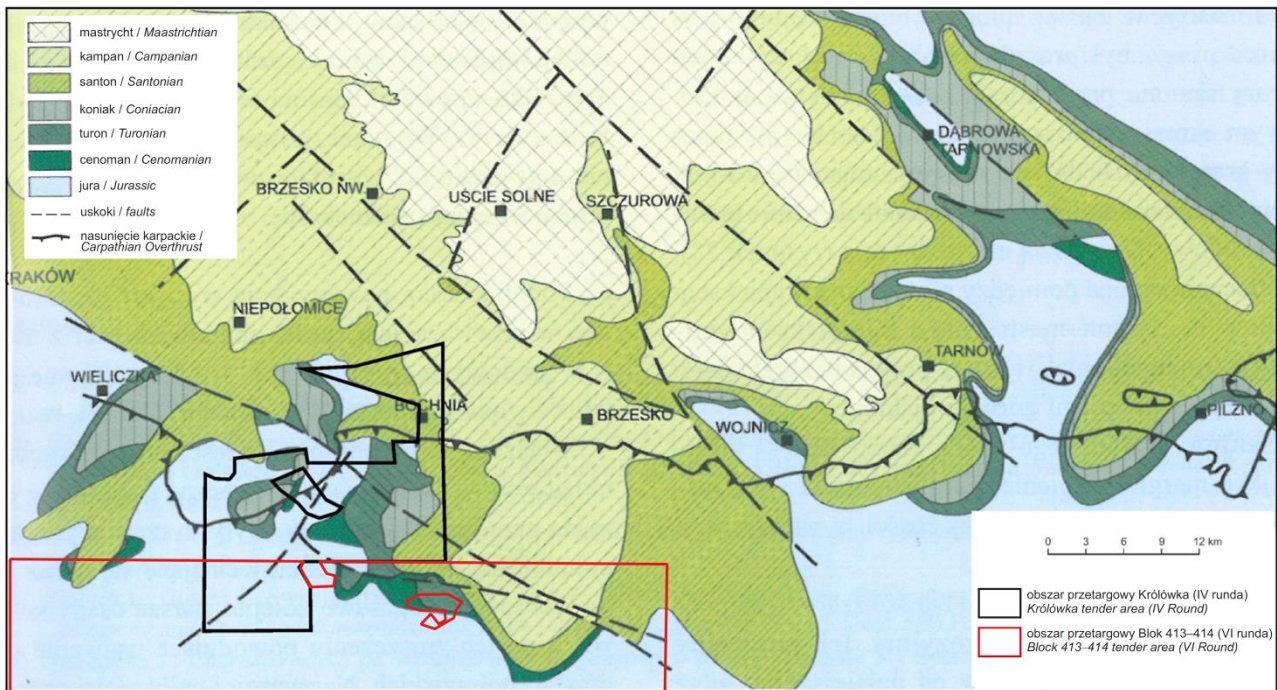 mastrycht / Maastrichtian
kampan / Campanian
santon / Santonian
koniak / Coniacian
turon / Turonian
cenoman / Cenomanian
jura / Jurassic
uskoki / faults
nasunięcie karpackie /
Carpathian Overthrust
DĄBROWA
TARNOWSKA
BRZESKO NW
UŚCIE SOLNE
SZCZUROWA
KRAKÓW
NIEPOŁOMICE
TARNÓW
WIELICZKA
BOCHNIA
BRZESKO
WOJNICZ
PILZNO
0 3 6 9 12 km
obszar przetargowy Królówka (IV runda)
Królówka tender area (IV Round)
obszar przetargowy Blok 413–414 (VI runda)
Block 413–414 tender area (VI Round)